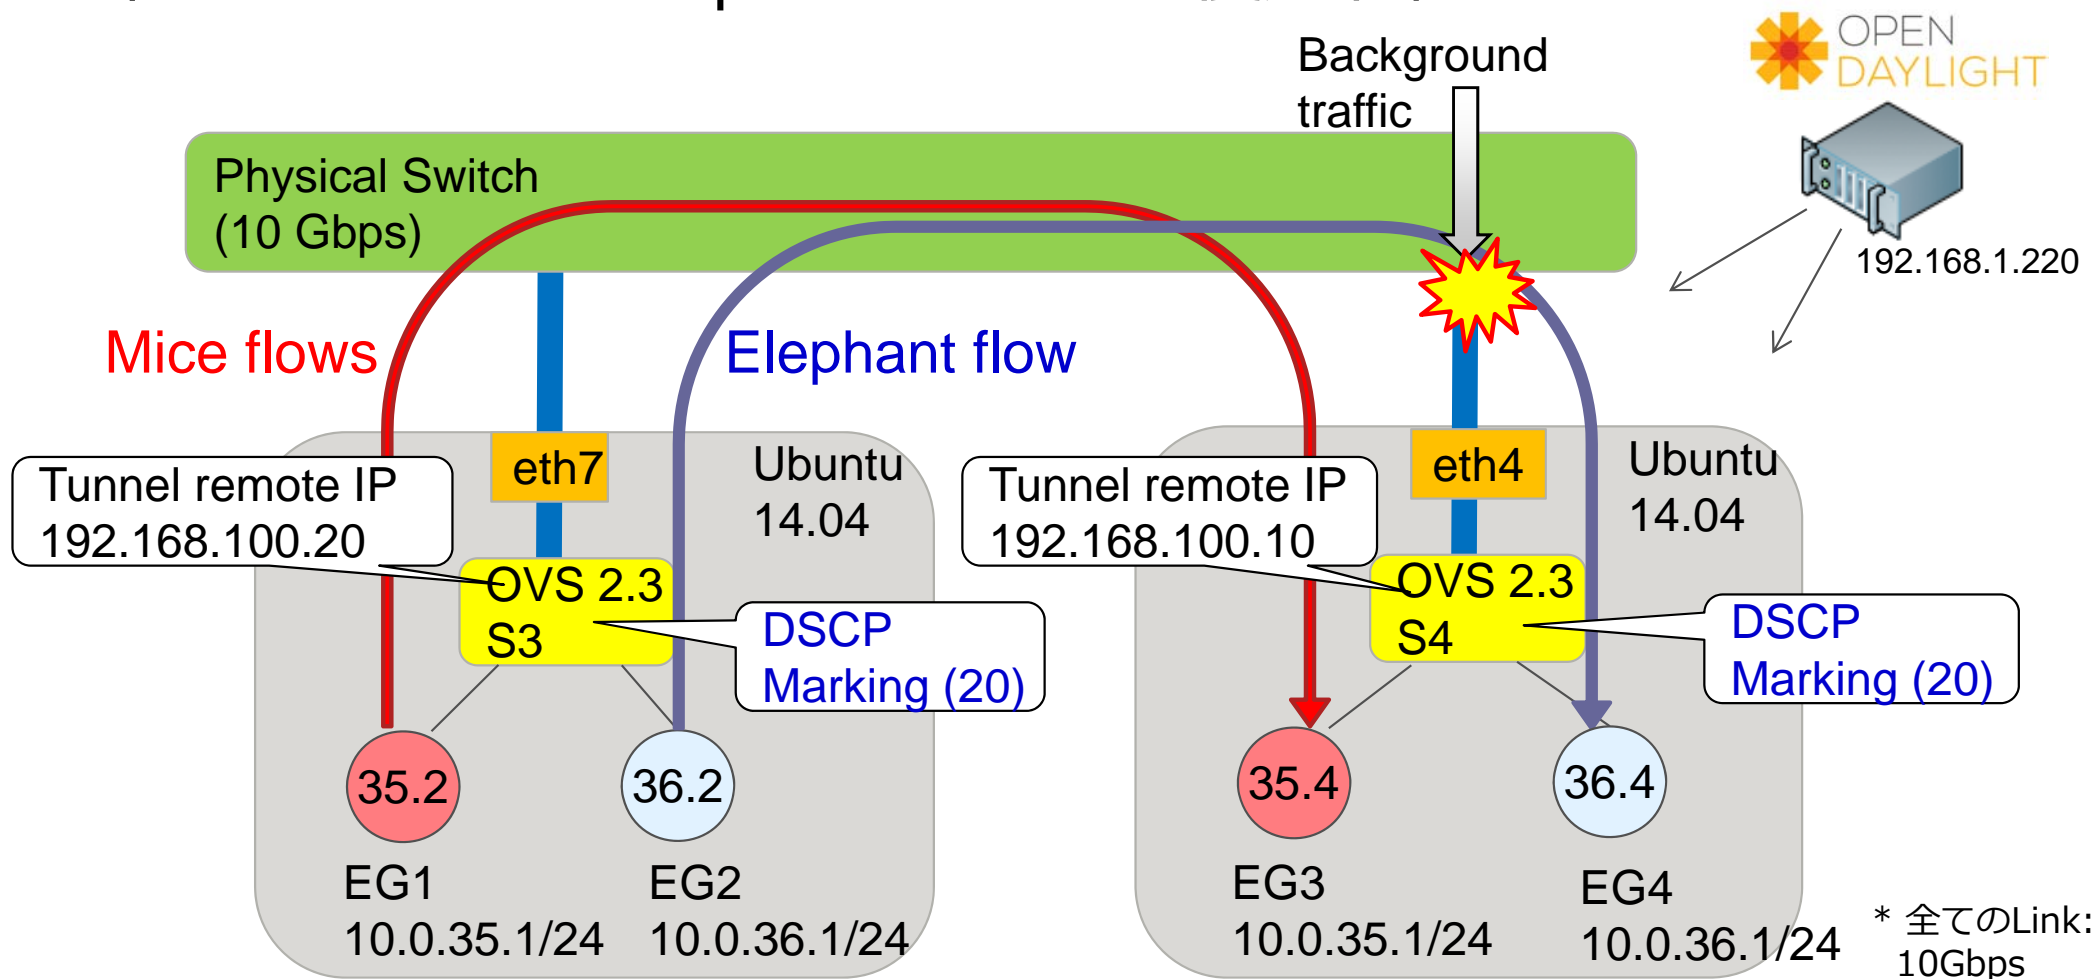 Background
traffic
OPEN
DAYLIGHT
Physical Switch
(10 Gbps)
192.168.1.220
Mice flows
Elephant flow
eth7
Ubuntu
14.04
eth4
Ubuntu
14.04
Tunnel remote IP
192.168.100.20
Tunnel remote IP
192.168.100.10
OVS 2.3
S3
OVS 2.3
S4
DSCP
Marking (20)
DSCP
Marking (20)
35.2
36.2
35.4
36.4
EG1
10.0.35.1/24
EG2
10.0.36.1/24
EG3
10.0.35.1/24
EG4
10.0.36.1/24
* 全てのLink:
10Gbps